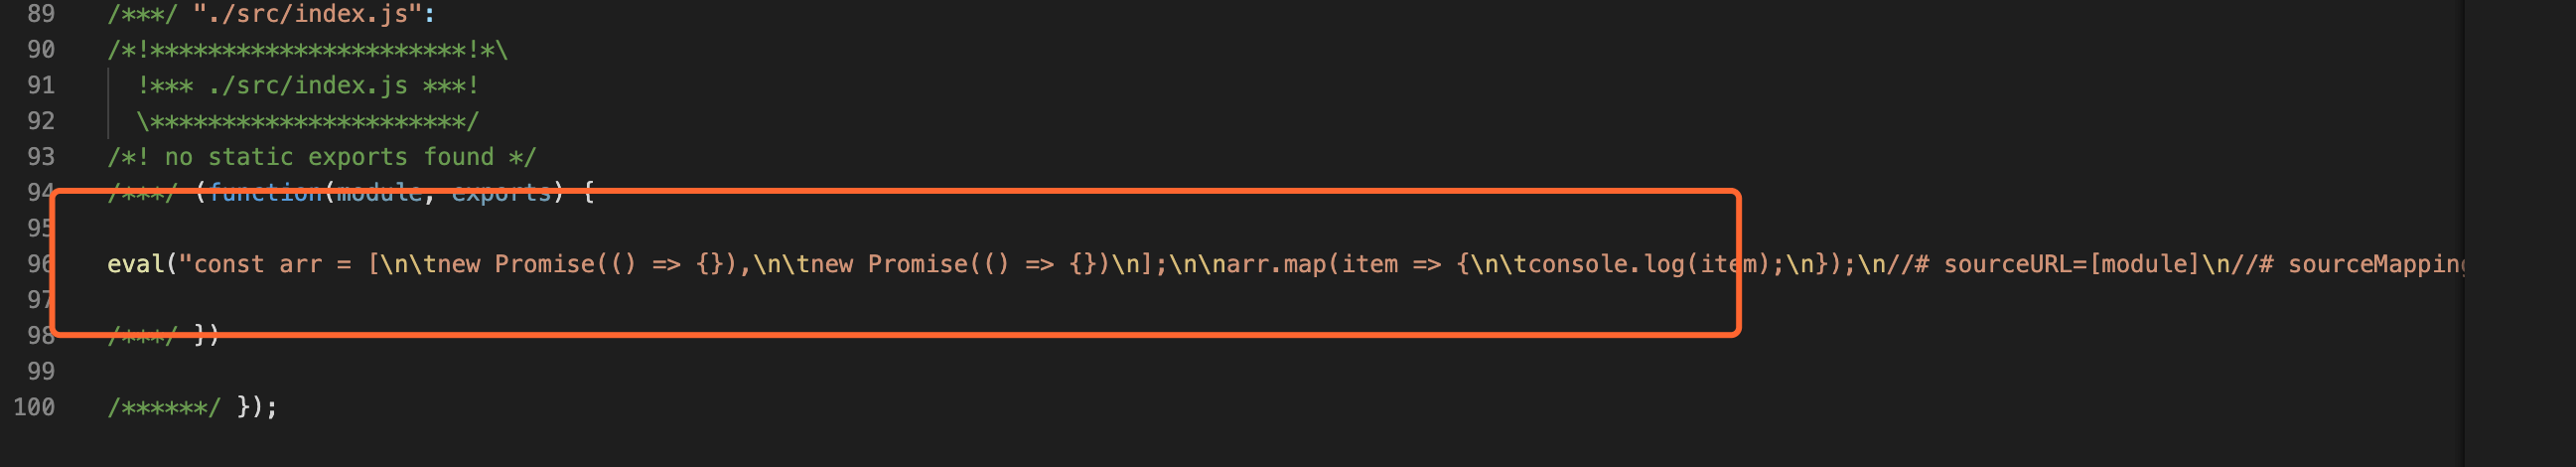 89 /***/ "./src/index.js":
90 /*!**********************!*\
91 !*** ./src/index.js ***!
92 \**********************/
93 /*! no static exports found */
94 /***/ (function(module, exports) {
95
96 eval("const arr = [\n\tnew Promise(() => {}),\n\tnew Promise(() => {})\n];\n\narr.map(item => {\n\tconsole.log(item);\n});\n//# sourceURL=[module]\n//# sourceMapping
97
98 /***/ })
99
100 /******/ });